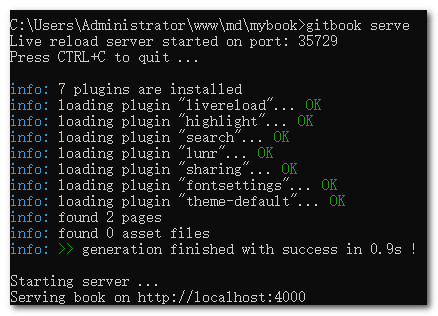 C:\Users\Administrator\www\md\mybook>gitbook serve
Live reload server started on port: 35729
Press CTRL+C to quit ...
info: 7 plugins are installed
info: loading plugin "livereload"... OK
info: loading plugin "highlight"... OK
info: loading plugin "search"... OK
info: loading plugin "lunr"... OK
info: loading plugin "sharing"... OK
info: loading plugin "fontsettings"... OK
info: loading plugin "theme-default"... OK
info: found 2 pages
info: found 0 asset files
info: >> generation finished with success in 0.9s !
Starting server ...
Serving book on http://localhost:4000